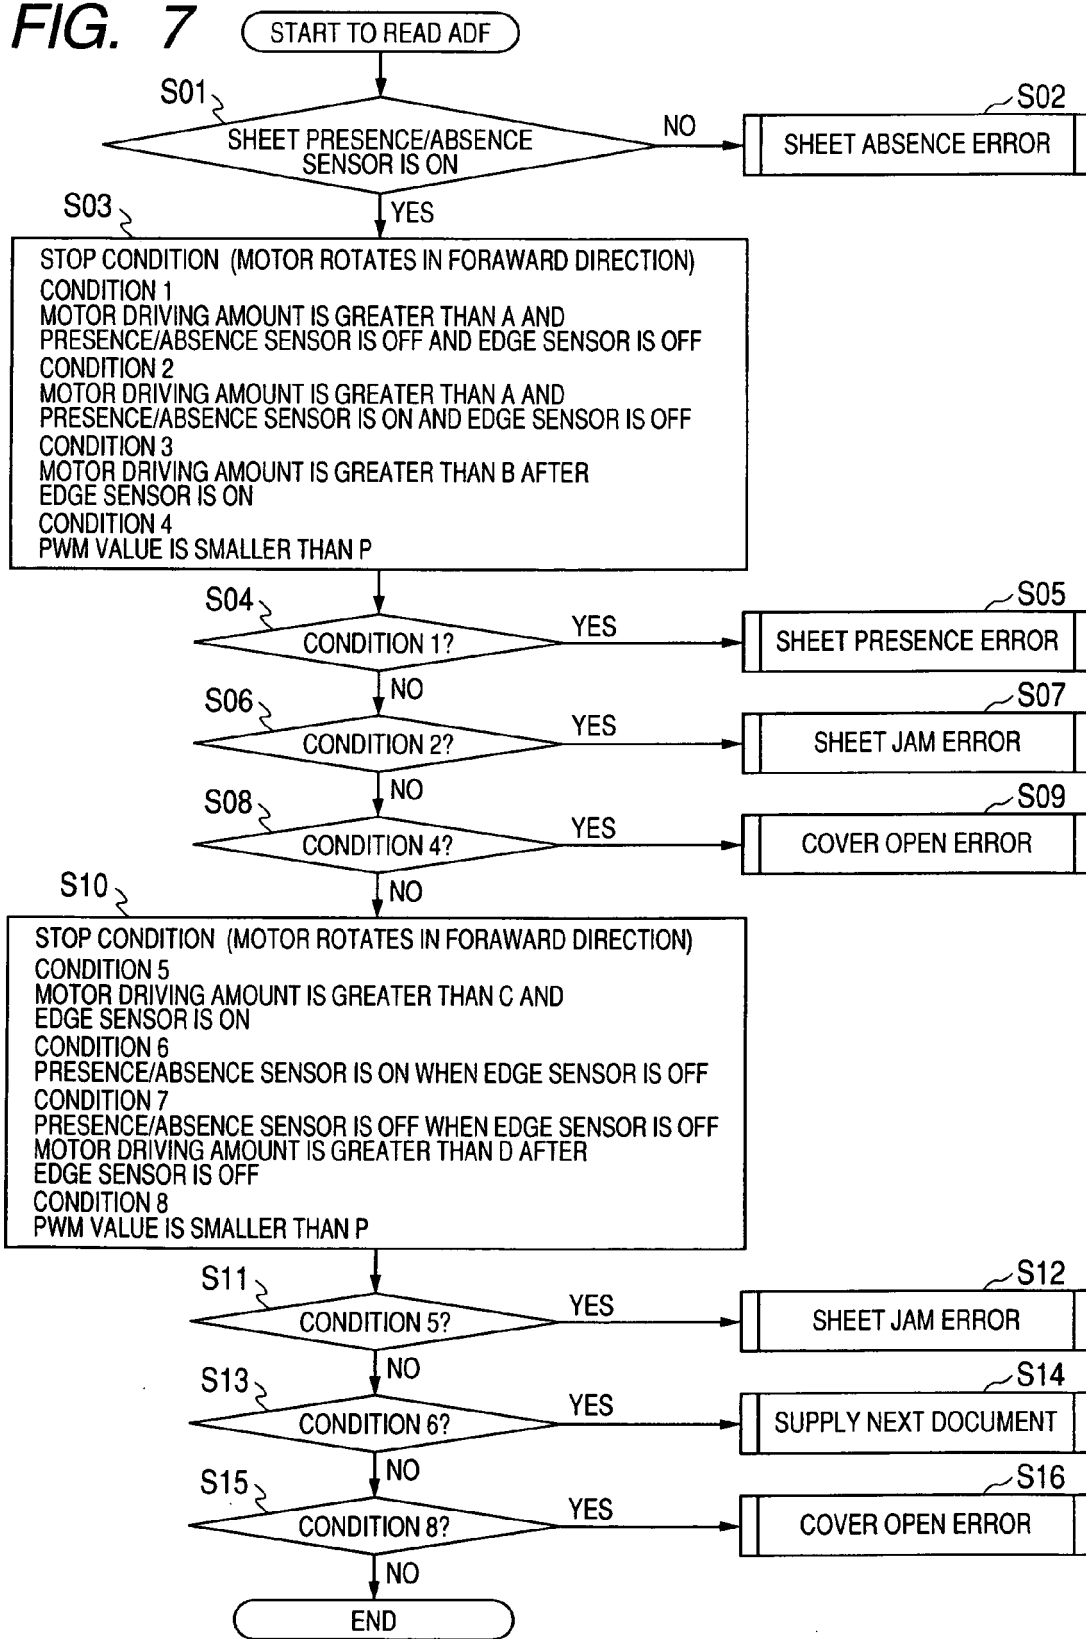 FIG. 7
START TO READ ADF
S01
SHEET PRESENCE/ABSENCE
SENSOR IS ON
NO
S02
SHEET ABSENCE ERROR
YES
S03
STOP CONDITION (MOTOR ROTATES IN FORAWARD DIRECTION)
CONDITION 1
MOTOR DRIVING AMOUNT IS GREATER THAN A AND
PRESENCE/ABSENCE SENSOR IS OFF AND EDGE SENSOR IS OFF
CONDITION 2
MOTOR DRIVING AMOUNT IS GREATER THAN A AND
PRESENCE/ABSENCE SENSOR IS ON AND EDGE SENSOR IS OFF
CONDITION 3
MOTOR DRIVING AMOUNT IS GREATER THAN B AFTER
EDGE SENSOR IS ON
CONDITION 4
PWM VALUE IS SMALLER THAN P
S04
CONDITION 1?
YES
S05
SHEET PRESENCE ERROR
NO
S06
CONDITION 2?
YES
S07
SHEET JAM ERROR
NO
S08
CONDITION 4?
YES
S09
COVER OPEN ERROR
NO
S10
STOP CONDITION (MOTOR ROTATES IN FORAWARD DIRECTION)
CONDITION 5
MOTOR DRIVING AMOUNT IS GREATER THAN C AND
EDGE SENSOR IS ON
CONDITION 6
PRESENCE/ABSENCE SENSOR IS ON WHEN EDGE SENSOR IS OFF
CONDITION 7
PRESENCE/ABSENCE SENSOR IS OFF WHEN EDGE SENSOR IS OFF
MOTOR DRIVING AMOUNT IS GREATER THAN D AFTER
EDGE SENSOR IS OFF
CONDITION 8
PWM VALUE IS SMALLER THAN P
S11
CONDITION 5?
YES
S12
SHEET JAM ERROR
NO
S13
CONDITION 6?
YES
S14
SUPPLY NEXT DOCUMENT
NO
S15
CONDITION 8?
YES
S16
COVER OPEN ERROR
NO
END